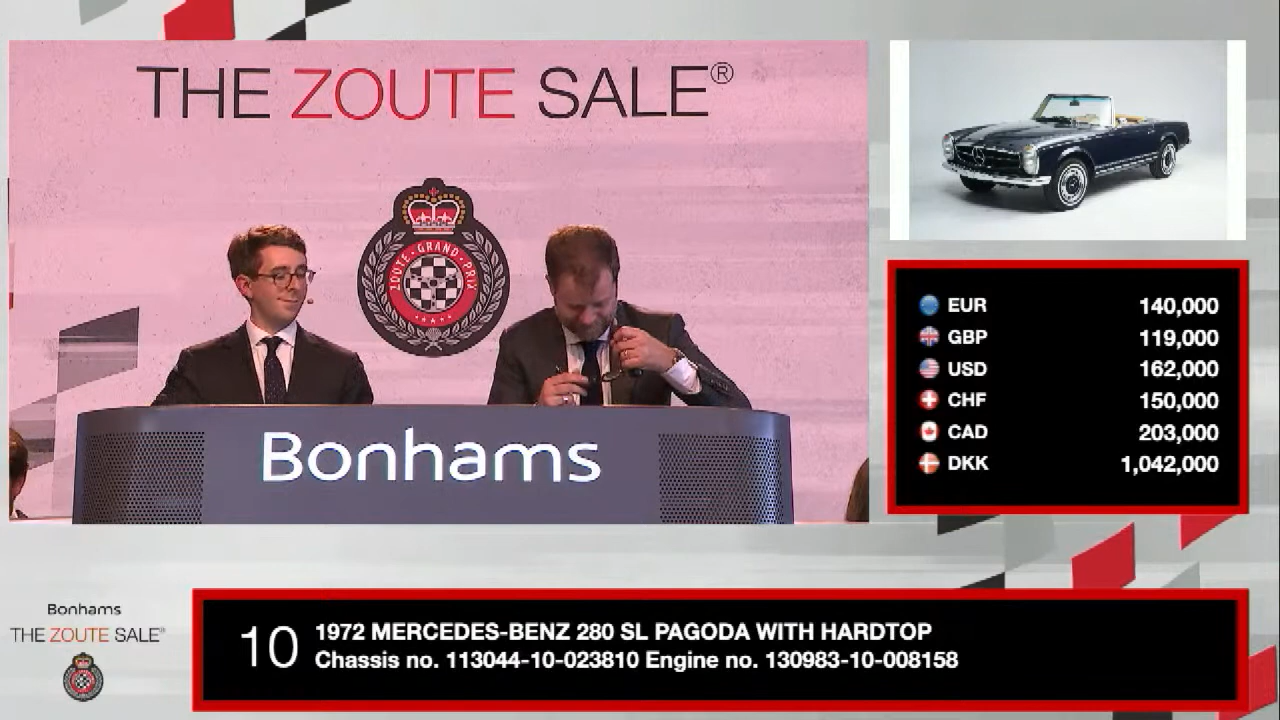 THE ZOUTE SALE®
ZOUTE·GRAND·PRIX
Bonhams
EUR 140,000
GBP 119,000
USD 162,000
CHF 150,000
CAD 203,000
DKK 1,042,000
Bonhams
THE ZOUTE SALE®
10
1972 MERCEDES-BENZ 280 SL PAGODA WITH HARDTOP
Chassis no. 113044-10-023810 Engine no. 130983-10-008158